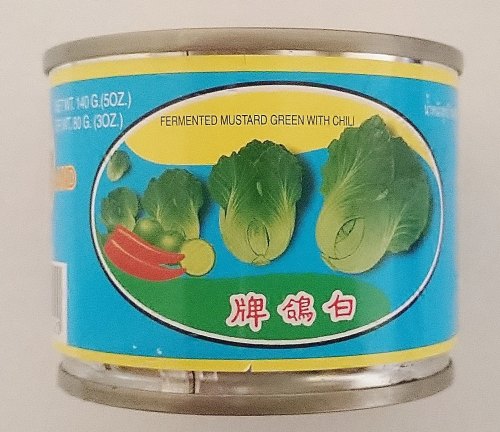 NET WT. 140 G.(5OZ.)
WT. 80 G. (3OZ.)
FERMENTED MUSTARD GREEN WITH CHILI
牌鴿白